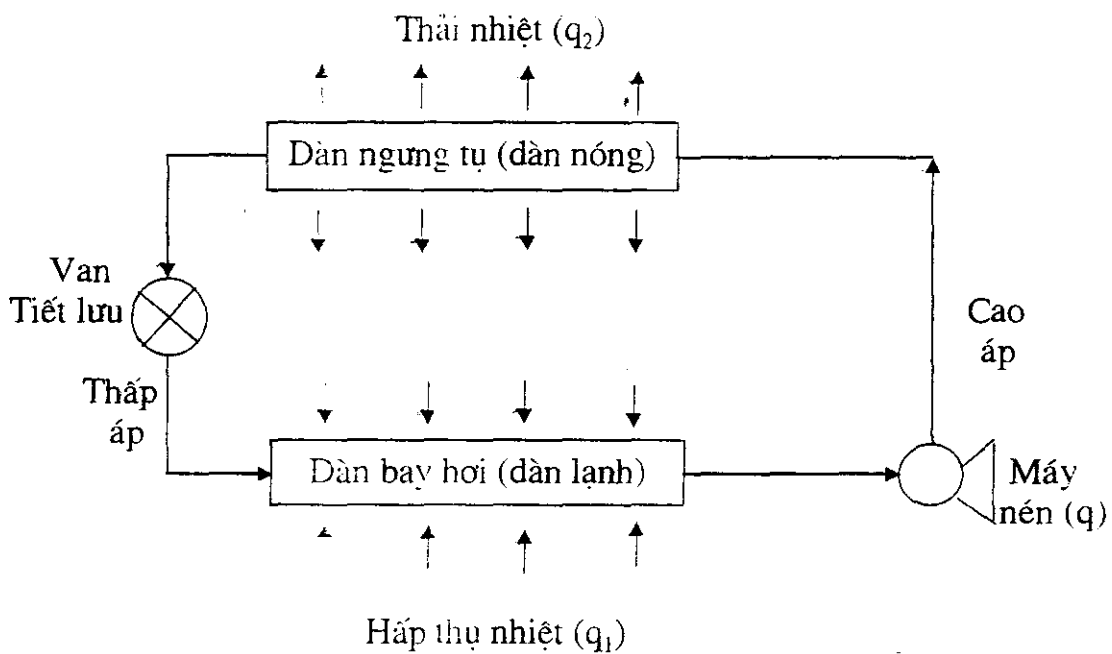 Thải nhiệt (q₂)
Dàn ngưng tụ (dàn nóng)
Van
Tiết lưu
Cao
áp
Thấp
áp
Dàn bay hơi (dàn lạnh)
Máy
nén (q)
Hấp thụ nhiệt (q₁)